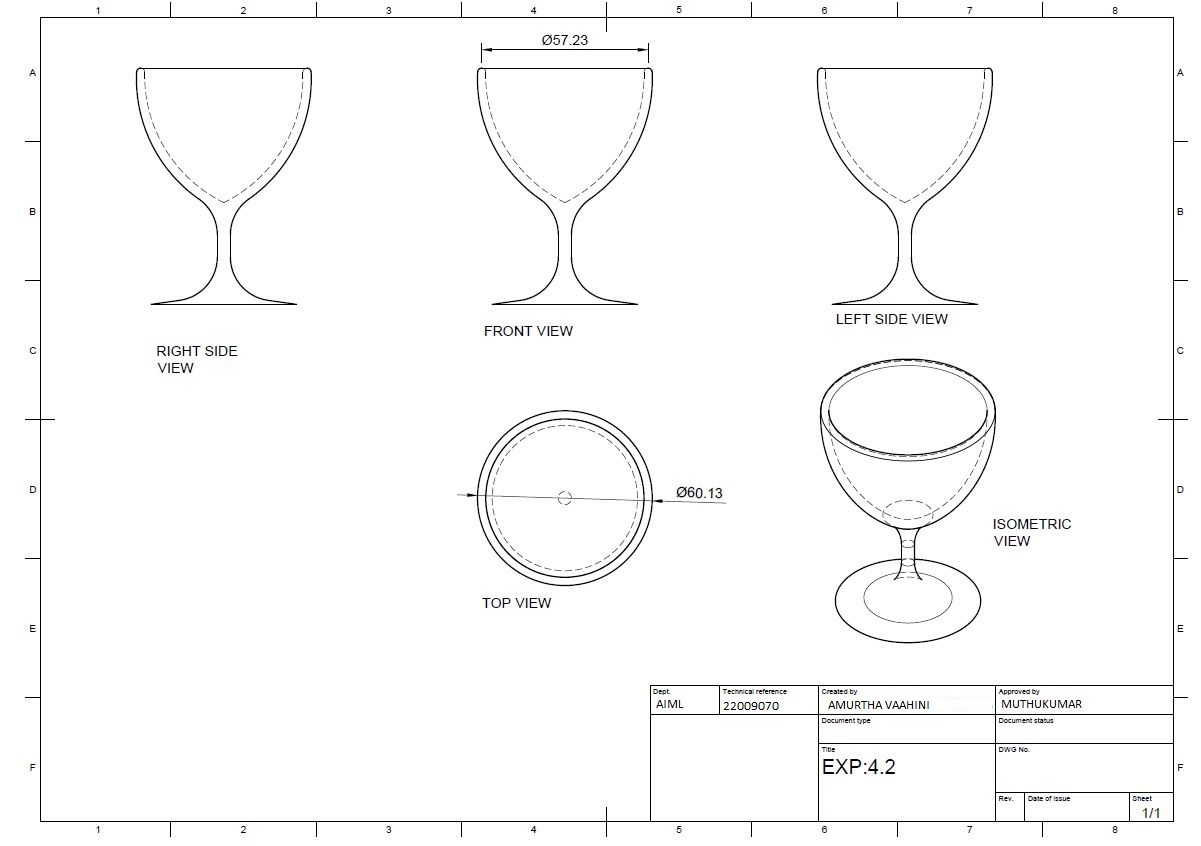 1 2 3 4 5 6 7 8
A A
B B
C C
D D
E E
F F
Ø57.23
RIGHT SIDE
VIEW
FRONT VIEW
LEFT SIDE VIEW
Ø60.13
TOP VIEW
ISOMETRIC
VIEW
Dept. Technical reference Created by Approved by
AIML 22009070 AMURTHA VAAHINI MUTHUKUMAR
Document type Document status
Title DWG No.
EXP:4.2
Rev. Date of issue Sheet
1/1
1 2 3 4 5 6 7 8